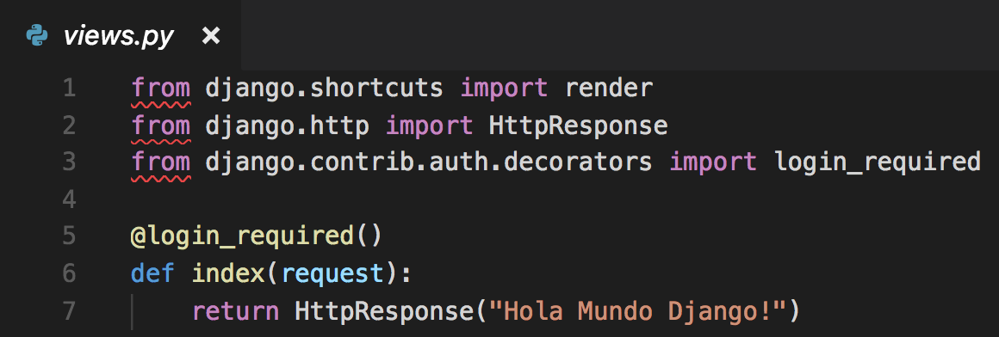 views.py ×
1 from django.shortcuts import render
2 from django.http import HttpResponse
3 from django.contrib.auth.decorators import login_required
4
5 @login_required()
6 def index(request):
7     return HttpResponse("Hola Mundo Django!")